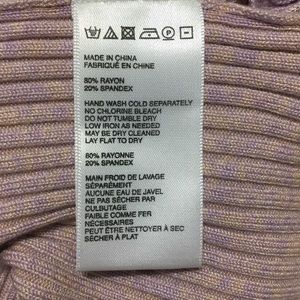 MADE IN CHINA
FABRIQUÉ EN CHINE
80% RAYON
20% SPANDEX
HAND WASH COLD SEPARATELY
NO CHLORINE BLEACH
DO NOT TUMBLE DRY
LOW IRON AS NEEDED
MAY BE DRY CLEANED
LAY FLAT TO DRY
80% RAYONNE
20% SPANDEX
MAIN FROID DE LAVAGE
SÉPARÉMENT
AUCUNE EAU DE JAVEL
NE PAS SÉCHER PAR
CULBUTAGE
FAIBLE COMME FER
NÉCESSAIRES
PEUT ÊTRE NETTOYER À SEC
SÉCHER À PLAT